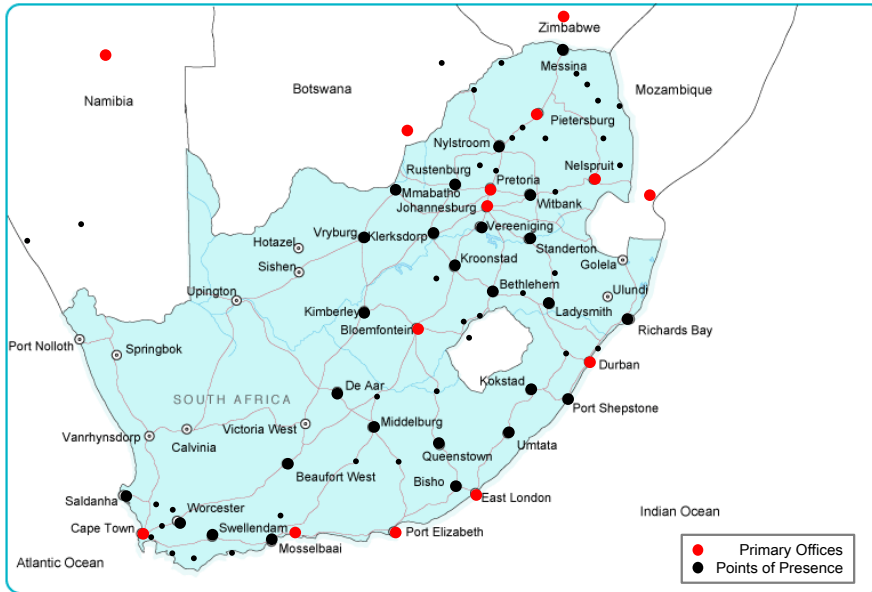 Zimbabwe
Messina
Botswana
Mozambique
Namibia
Pietersburg
Nylstroom
Rustenburg
Nelspruit
Pretoria
Mmabatho
Witbank
Johannesburg
Vereeniging
Vryburg
Klerksdorp
Hotazel
Standerton
Kroonstad
Golela
Sishen
Bethlehem
Ulundi
Upington
Kimberley
Ladysmith
Bloemfontein
Richards Bay
Port Nolloth
Springbok
Durban
De Aar
Kokstad
SOUTH AFRICA
Port Shepstone
Middelburg
Victoria West
Vanrhynsdorp
Calvinia
Umtata
Queenstown
Beaufort West
Bisho
Saldanha
East London
Worcester
Indian Ocean
Cape Town
Swellendam
Port Elizabeth
Mosselbaai
Atlantic Ocean
Primary Offices
Points of Presence